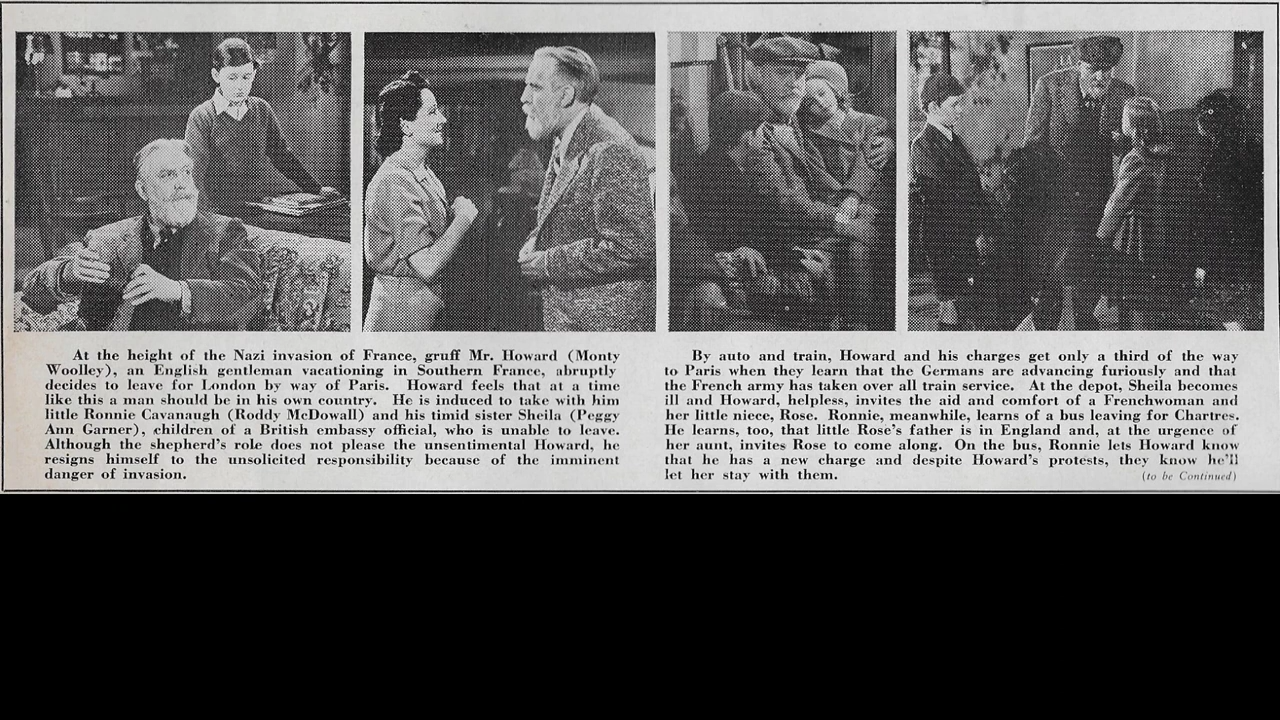 At the height of the Nazi invasion of France, gruff Mr. Howard (Monty
Woolley), an English gentleman vacationing in Southern France, abruptly
decides to leave for London by way of Paris. Howard feels that at a time
like this a man should be in his own country. He is induced to take with him
little Ronnie Cavanaugh (Roddy McDowall) and his timid sister Sheila (Peggy
Ann Garner), children of a British embassy official, who is unable to leave.
Although the shepherd's role does not please the unsentimental Howard, he
resigns himself to the unsolicited responsibility because of the imminent
danger of invasion.
By auto and train, Howard and his charges get only a third of the way
to Paris when they learn that the Germans are advancing furiously and that
the French army has taken over all train service. At the depot, Sheila becomes
ill and Howard, helpless, invites the aid and comfort of a Frenchwoman and
her little niece, Rose. Ronnie, meanwhile, learns of a bus leaving for Chartres.
He learns, too, that little Rose's father is in England and, at the urgence of
her aunt, invites Rose to come along. On the bus, Ronnie lets Howard know
that he has a new charge and despite Howard's protests, they know he'll
let her stay with them.
(to be Continued)